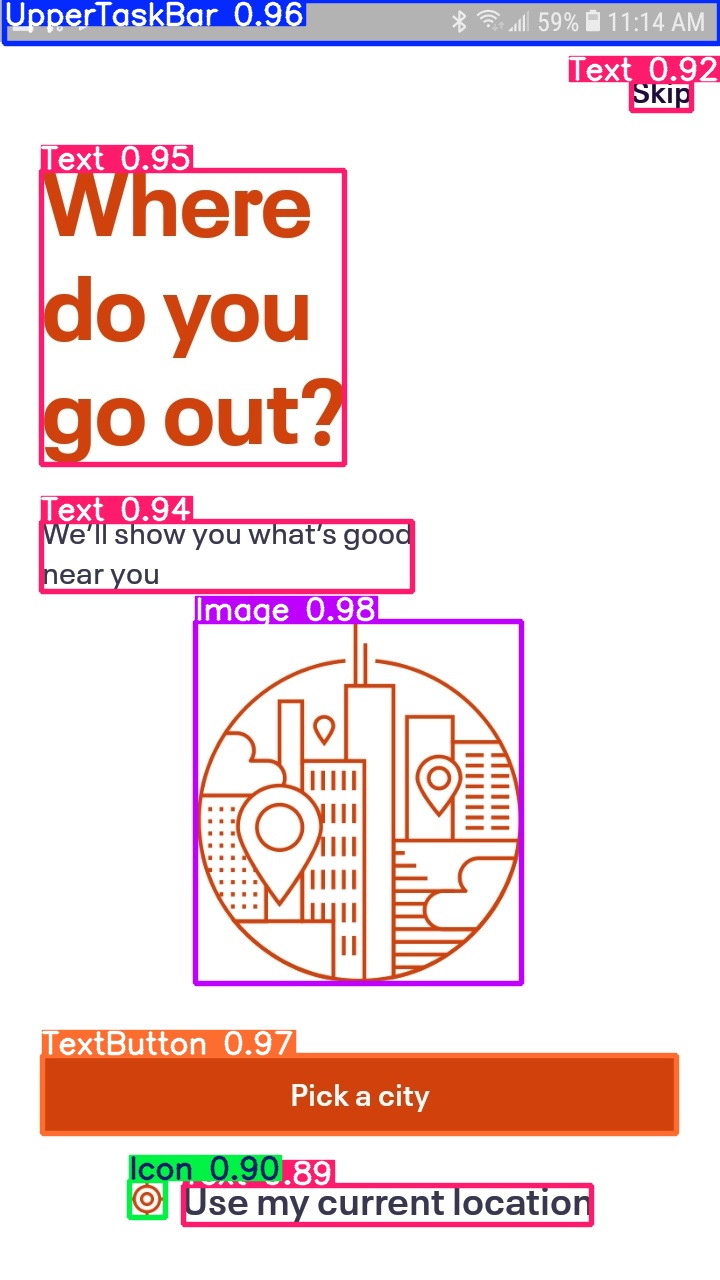 UpperTaskBar 0.96
59% 11:14 AM
Text 0.92
Skip
Text 0.95
Where
do you
go out?
Text 0.94
We'll show you what's good
near you
Image 0.98
TextButton 0.97
Pick a city
Icon 0.90
.89
Use my current location